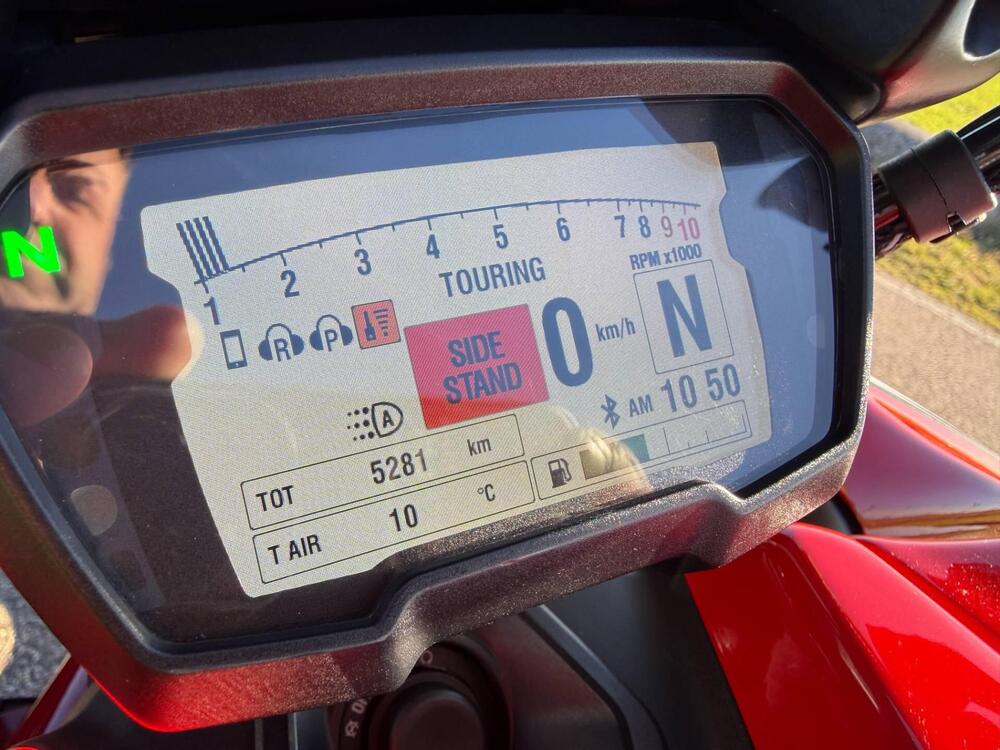 N
1 2 3 4 5 6 7 8 9 10
RPM x1000
TOURING
R P
SIDE
STAND
0 km/h
N
A
AM 10 50
TOT 5281 km
T AIR 10 °C